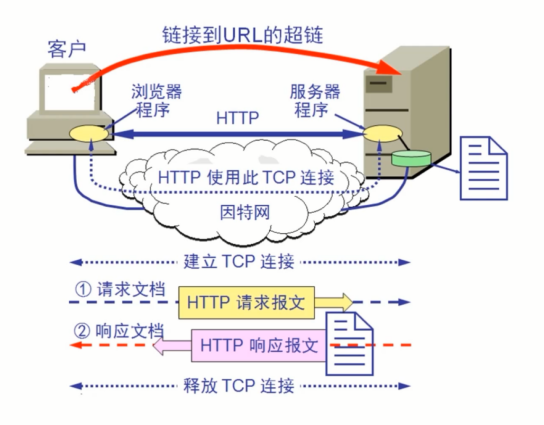 链接到URL的超链
客户
浏览器
程序
服务器
程序
HTTP
HTTP 使用此 TCP 连接
因特网
建立 TCP 连接
① 请求文档
HTTP 请求报文
② 响应文档
HTTP 响应报文
释放 TCP 连接